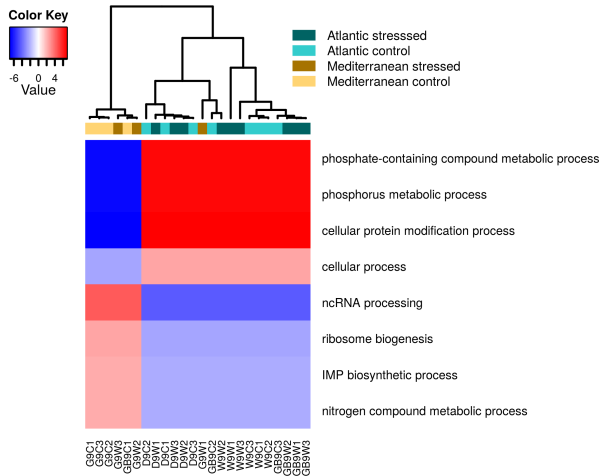 Color Key
-6 0 4
Value
Atlantic stresssed
Atlantic control
Mediterranean stressed
Mediterranean control
phosphate-containing compound metabolic process
phosphorus metabolic process
cellular protein modification process
cellular process
ncRNA processing
ribosome biogenesis
IMP biosynthetic process
nitrogen compound metabolic process
G9C1 G9C3 G9C2 G9W3 GB9C1 G9W2 D9C2 D9W1 D9C1 D9W3 D9W2 D9C3 G9W1 GB9C2 W9W2 W9W1 W9W3 W9C3 W9C1 W9C2 GB9C3 GB9W2 GB9W1 GB9W3